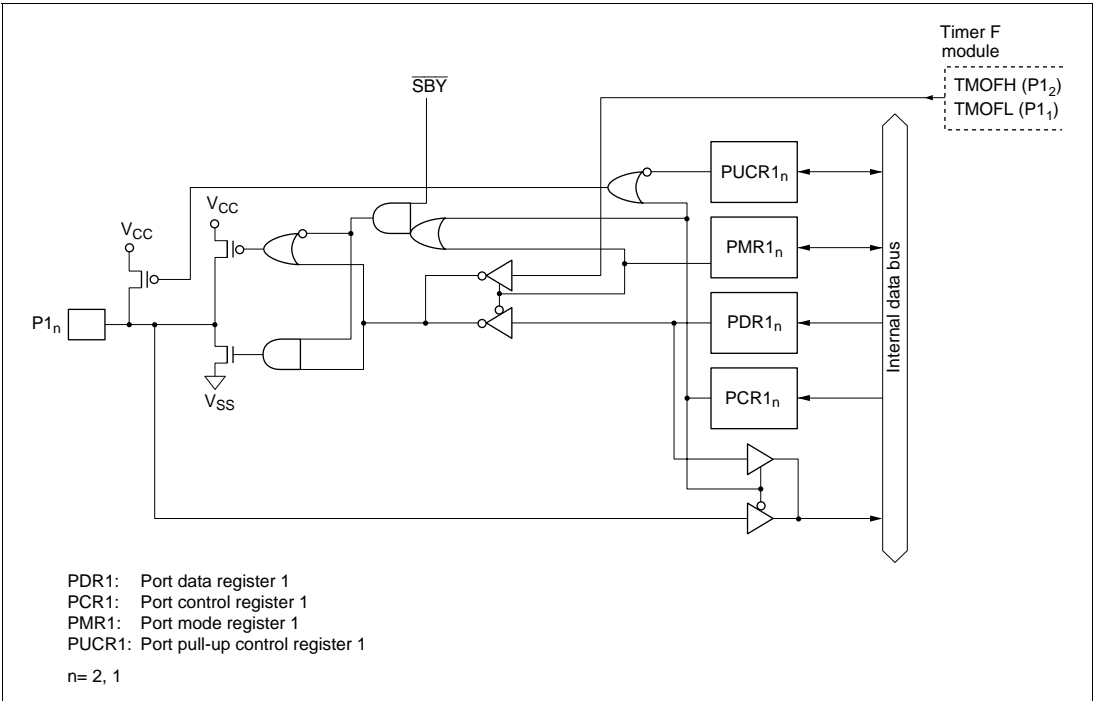 Timer F
module
TMOFH (P1₂)
TMOFL (P1₁)
SBY
PUCR1ₙ
V_CC
V_CC
PMR1ₙ
P1ₙ
PDR1ₙ
Internal data bus
V_SS
PCR1ₙ
PDR1: Port data register 1
PCR1: Port control register 1
PMR1: Port mode register 1
PUCR1: Port pull-up control register 1
n= 2, 1